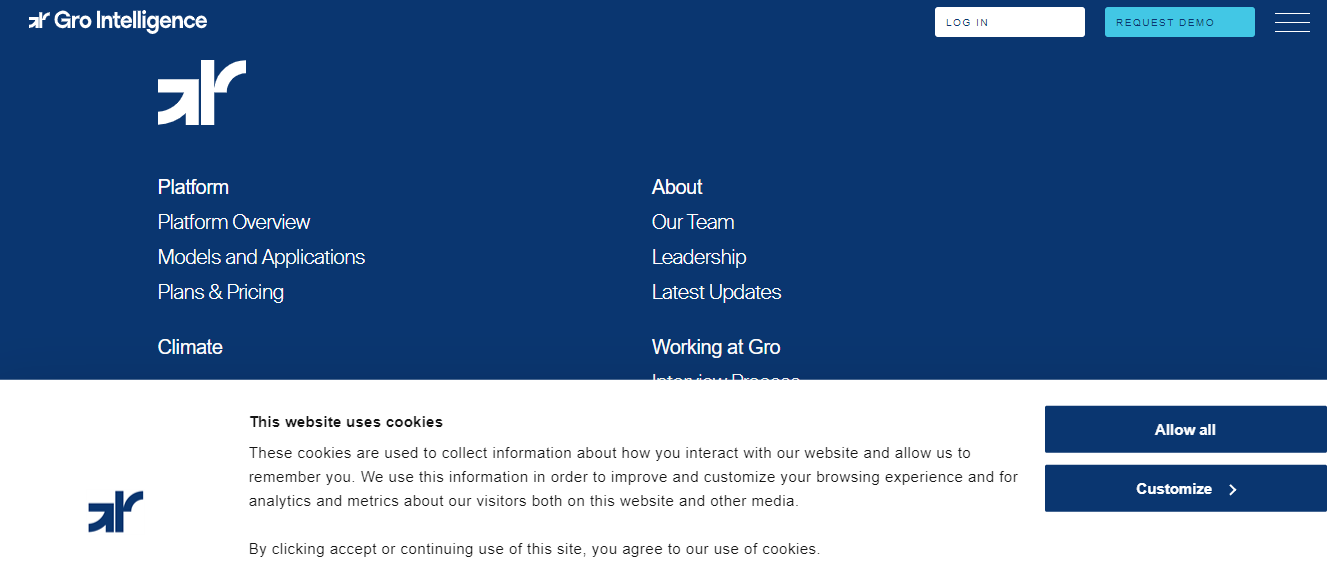 Gro Intelligence
LOG IN
REQUEST DEMO
Platform
Platform Overview
Models and Applications
Plans & Pricing
Climate
About
Our Team
Leadership
Latest Updates
Working at Gro
Interview Process
This website uses cookies
These cookies are used to collect information about how you interact with our website and allow us to
remember you. We use this information in order to improve and customize your browsing experience and for
analytics and metrics about our visitors both on this website and other media.
By clicking accept or continuing use of this site, you agree to our use of cookies.
Allow all
Customize